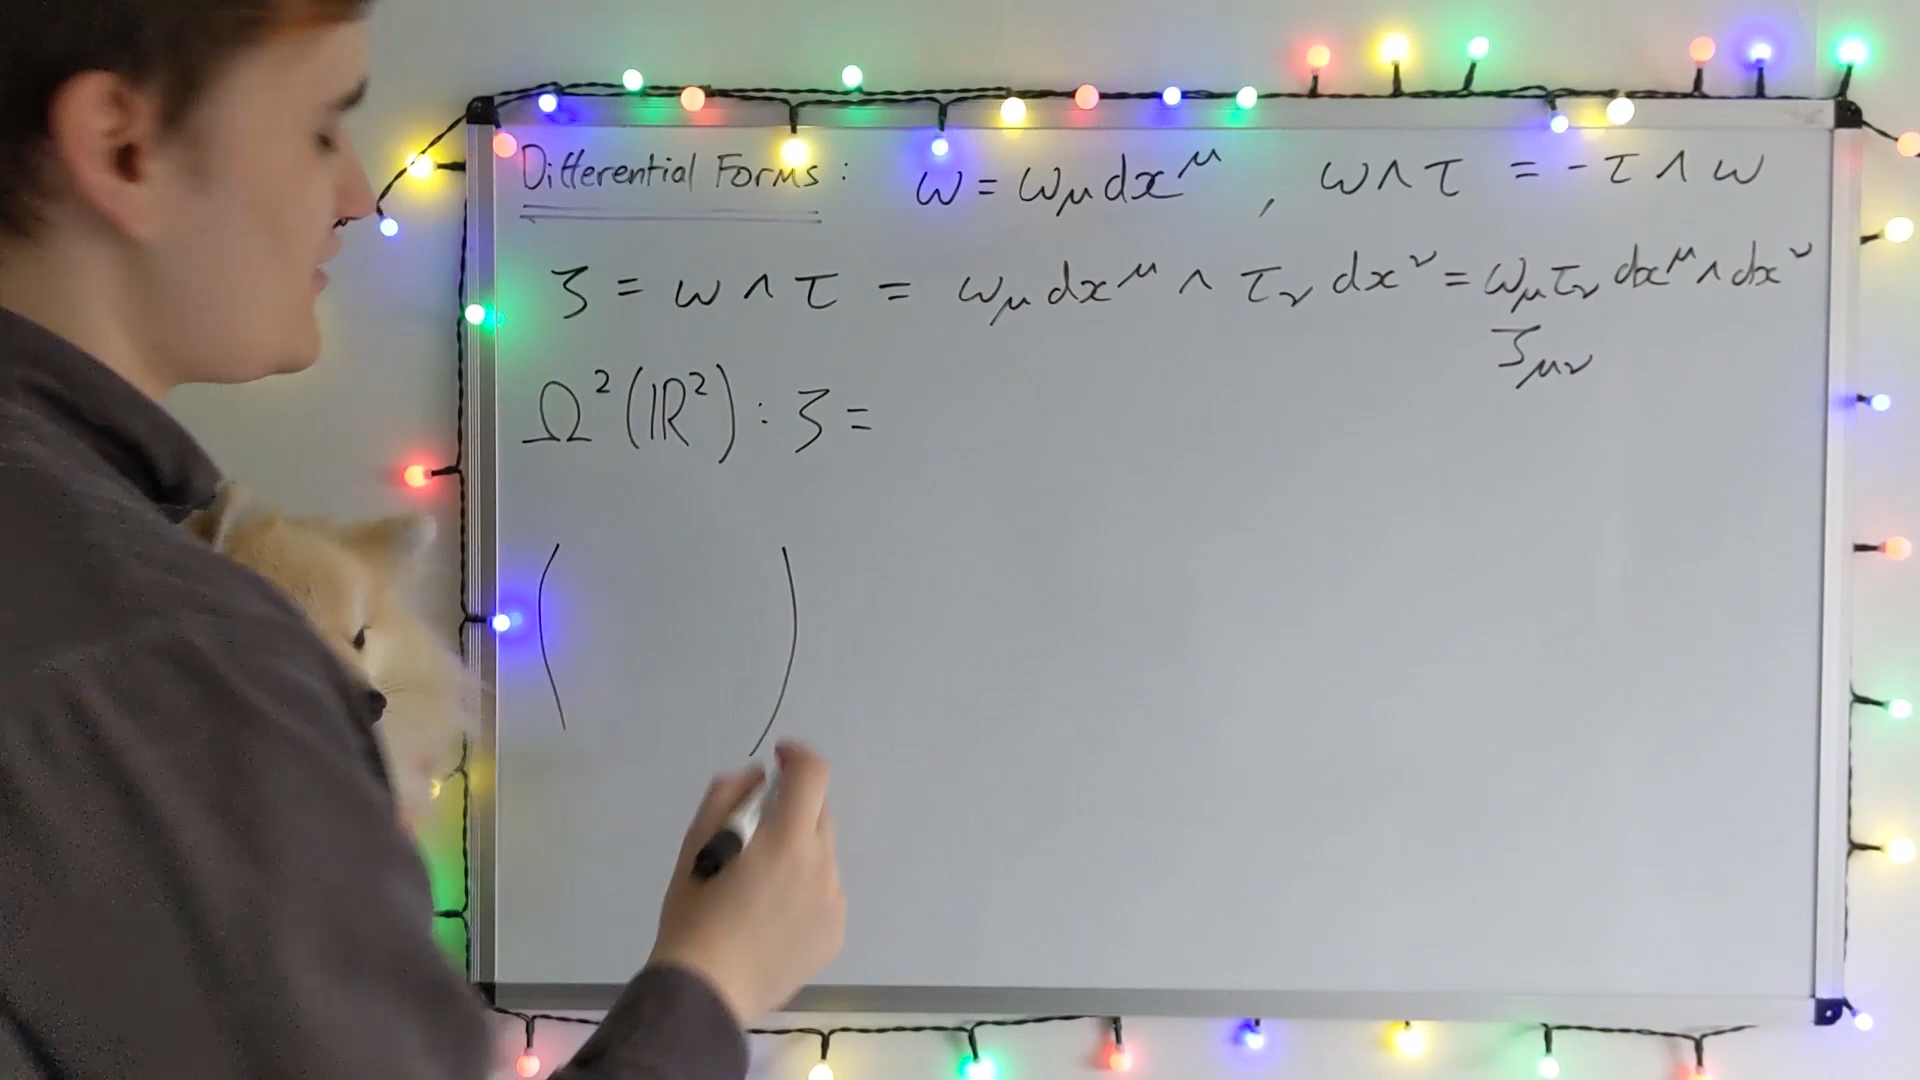 Differential Forms : ω = ω_μ dx^μ , ω ∧ τ = - τ ∧ ω
ζ = ω ∧ τ = ω_μ dx^μ ∧ τ_ν dx^ν = ω_μ τ_ν dx^μ ∧ dx^ν
ζ_μν
Ω²(ℝ²) : ζ =
( )